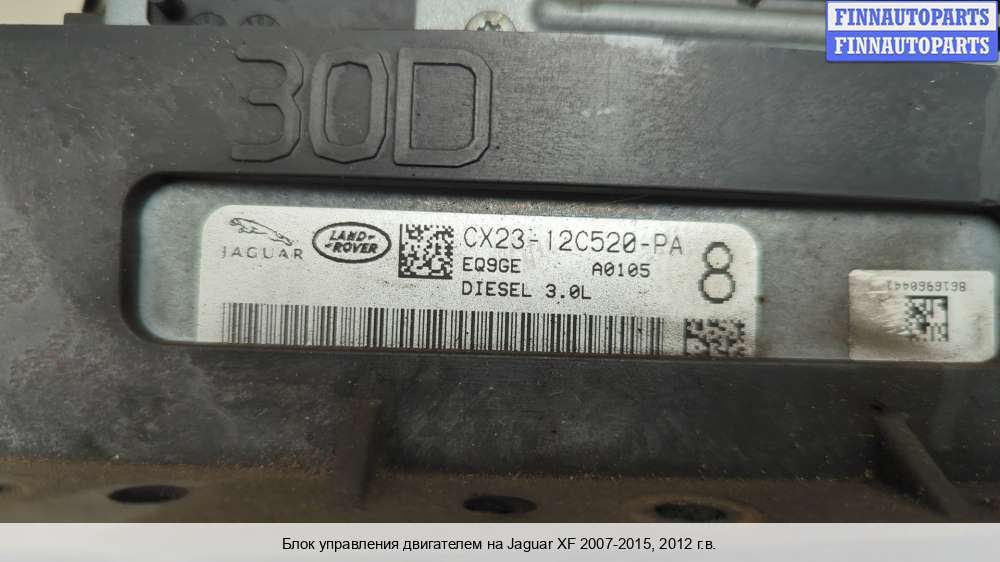 FINNAUTOPARTS
FINNAUTOPARTS
30D
JAGUAR
LAND-
-ROVER
CX23-12C520-PA
EQ9GE A0105
DIESEL 3.0L
8
Блок управления двигателем на Jaguar XF 2007-2015, 2012 г.в.